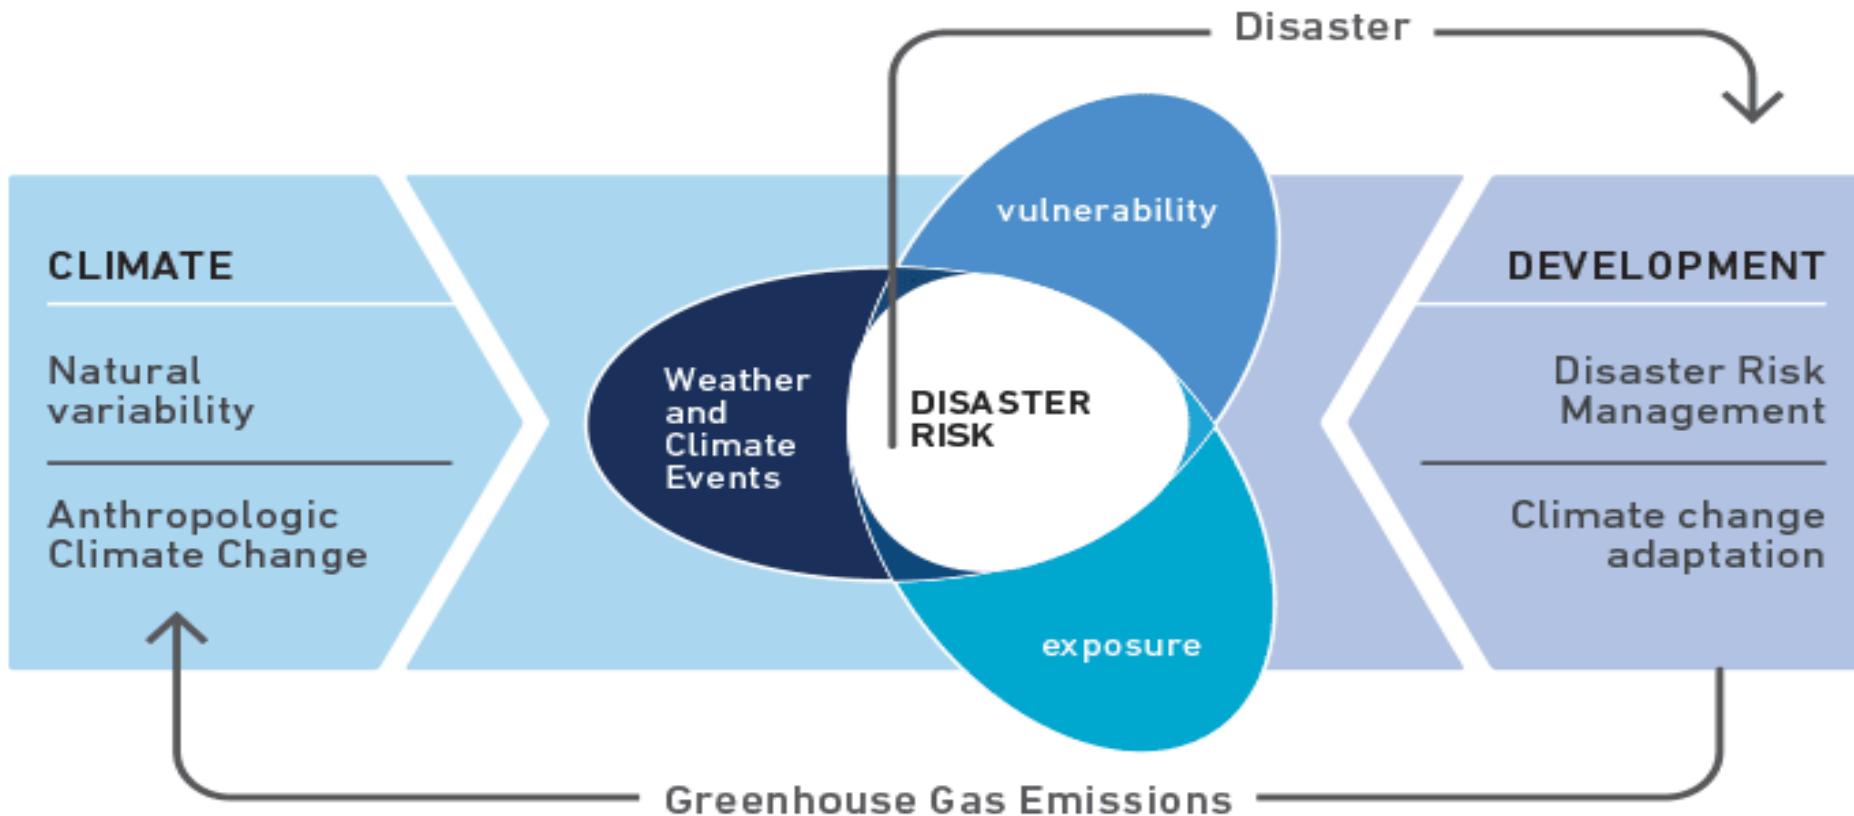 Disaster
vulnerability
CLIMATE
Natural
variability
Anthropologic
Climate Change
Weather
and
Climate
Events
DISASTER
RISK
exposure
DEVELOPMENT
Disaster Risk
Management
Climate change
adaptation
Greenhouse Gas Emissions